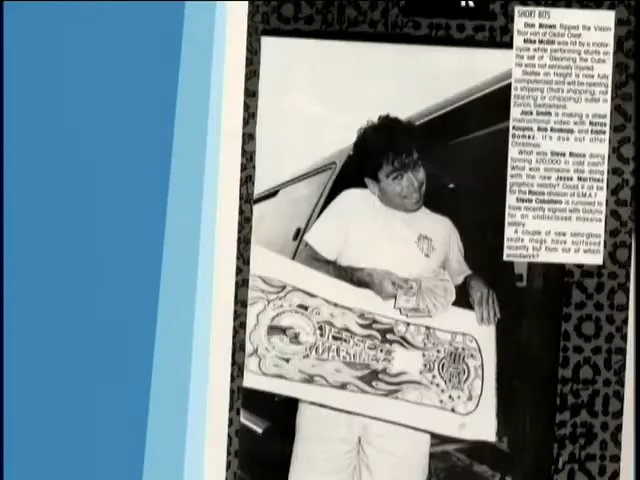 SHORT BITS
Don Brown flipped the Vision
Tour van at Cedar Crest.
Mike McGill was hit by a motor-
cycle while performing stunts on
the set of "Gleaming the Cube."
He was not seriously injured.
Skates on Haight is now fully
computerized and will be opening
a shipping (that's shipping, not
zipping or chipping) outlet in
Zurich, Switzerland.
Jack Smith is making a street
instructional video with Natas
Kaupas, Rob Roskopp, and Eddie
Domez. It's due out after
Christmas.
What was Steve Rocco doing
fanning $20,000 in cold cash?
What was someone else doing
with the new Jesse Martinez
graphics nearby? Could it all be
for the Rocco division of S.M.A.?
Steve Caballero is rumored to
have recently signed with Gotcha
for an undisclosed massive
salary.
A couple of new semi-gloss
skate mags have surfaced
recently but from out of which
woodwork?
JESSE
MARTINEZ